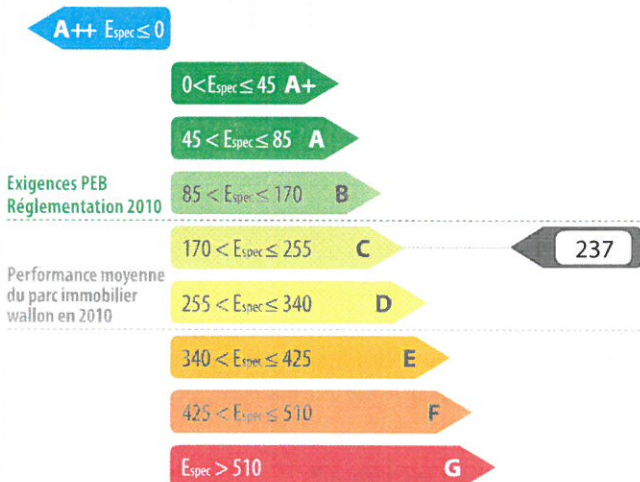 A++ Espec ≤ 0
0 < Espec ≤ 45 A+
45 < Espec ≤ 85 A
Exigences PEB
Réglementation 2010
85 < Espec ≤ 170 B
170 < Espec ≤ 255 C
237
Performance moyenne
du parc immobilier
wallon en 2010
255 < Espec ≤ 340 D
340 < Espec ≤ 425 E
425 < Espec ≤ 510 F
Espec > 510 G